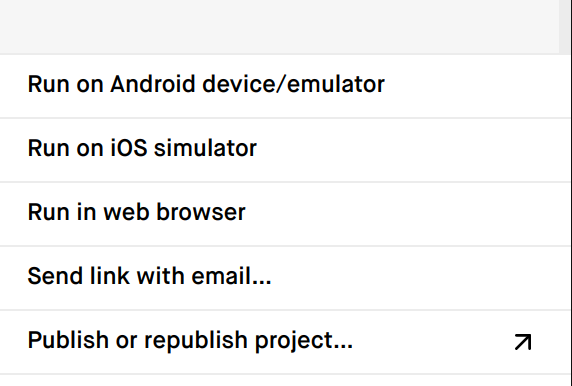 Run on Android device/emulator
Run on iOS simulator
Run in web browser
Send link with email...
Publish or republish project...